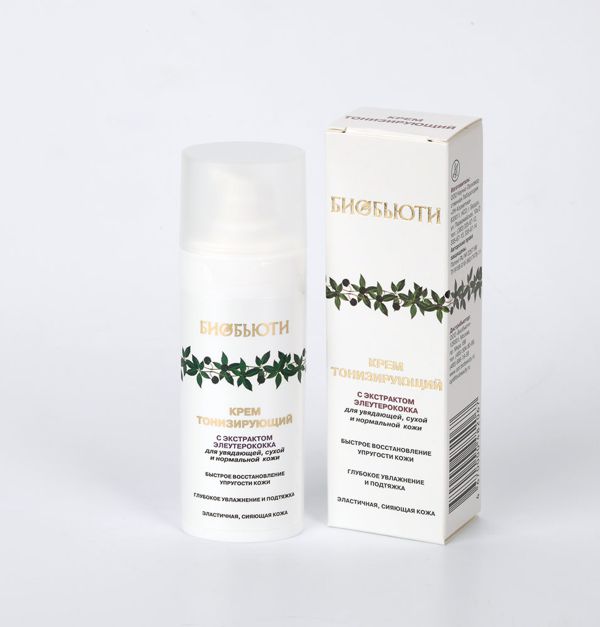 БИОБЬЮТИ
КРЕМ
ТОНИЗИРУЮЩИЙ
С ЭКСТРАКТОМ
ЭЛЕУТЕРОКОККА
для увядающей, сухой
и нормальной кожи
БЫСТРОЕ ВОССТАНОВЛЕНИЕ
УПРУГОСТИ КОЖИ
ГЛУБОКОЕ УВЛАЖНЕНИЕ И ПОДТЯЖКА
ЭЛАСТИЧНАЯ, СИЯЮЩАЯ КОЖА
КРЕМ
ТОНИЗИРУЮЩИЙ
БИОБЬЮТИ
КРЕМ
ТОНИЗИРУЮЩИЙ
С ЭКСТРАКТОМ
ЭЛЕУТЕРОКОККА
для увядающей, сухой
и нормальной кожи
БЫСТРОЕ ВОССТАНОВЛЕНИЕ
УПРУГОСТИ КОЖИ
ГЛУБОКОЕ УВЛАЖНЕНИЕ
И ПОДТЯЖКА
ЭЛАСТИЧНАЯ, СИЯЮЩАЯ КОЖА